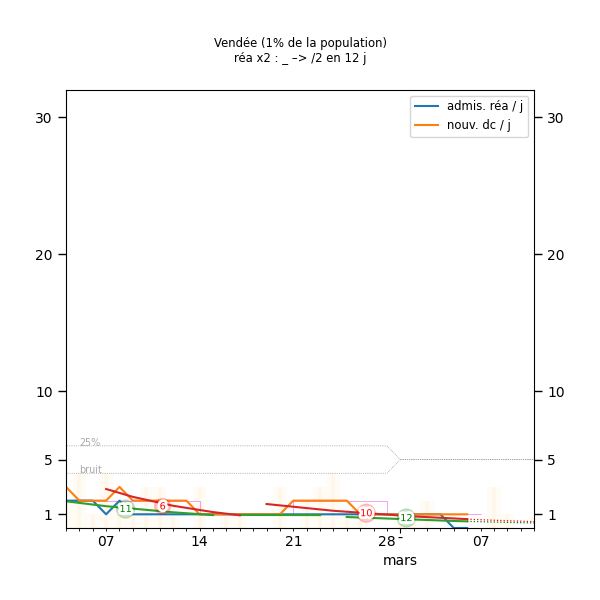 Vendée (1% de la population)
réa x2 : _ –> /2 en 12 j
admis. réa / j
nouv. dc / j
30 30
20 20
10 10
25%
5 5
bruit
11 6 10 12
1 1
07 14 21 28 07
mars